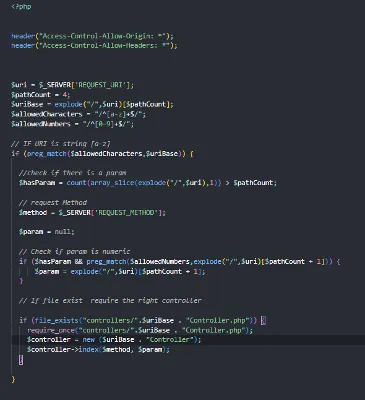 <?php
header("Access-Control-Allow-Origin: *");
header("Access-Control-Allow-Headers: *");
$uri = $_SERVER['REQUEST_URI'];
$pathCount = 4;
$uriBase = explode("/",$uri)[$pathCount];
$allowedCharacters = "/^[a-z]+$/";
$allowedNumbers = "/^[0-9]+$/";
// IF URI is string [a-z]
if (preg_match($allowedCharacters,$uriBase)) {
//check if there is a param
$hasParam = count(array_slice(explode("/",$uri),1)) > $pathCount;
// request Method
$method = $_SERVER['REQUEST_METHOD'];
$param = null;
// Check if param is numeric
if ($hasParam && preg_match($allowedNumbers,explode("/",$uri)[$pathCount + 1])) {
$param = explode("/",$uri)[$pathCount + 1];
}
// If file exist require the right controller
if (file_exists("controllers/".$uriBase . "Controller.php")) {
require_once("controllers/".$uriBase . "Controller.php");
$controller = new ($uriBase . "Controller");
$controller->index($method, $param);
}
}